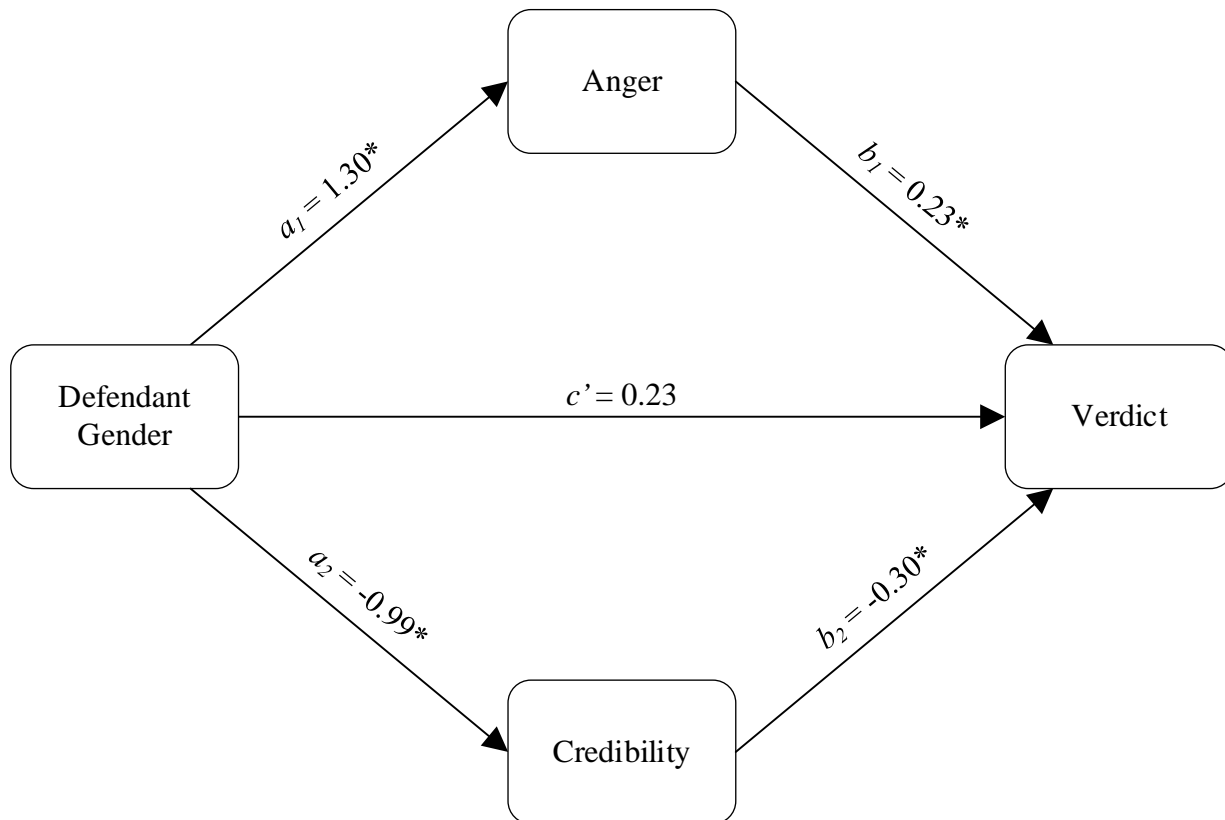 Anger
a₁ = 1.30*
b₁ = 0.23*
Defendant
Gender
c’ = 0.23
Verdict
a₂ = -0.99*
b₂ = -0.30*
Credibility